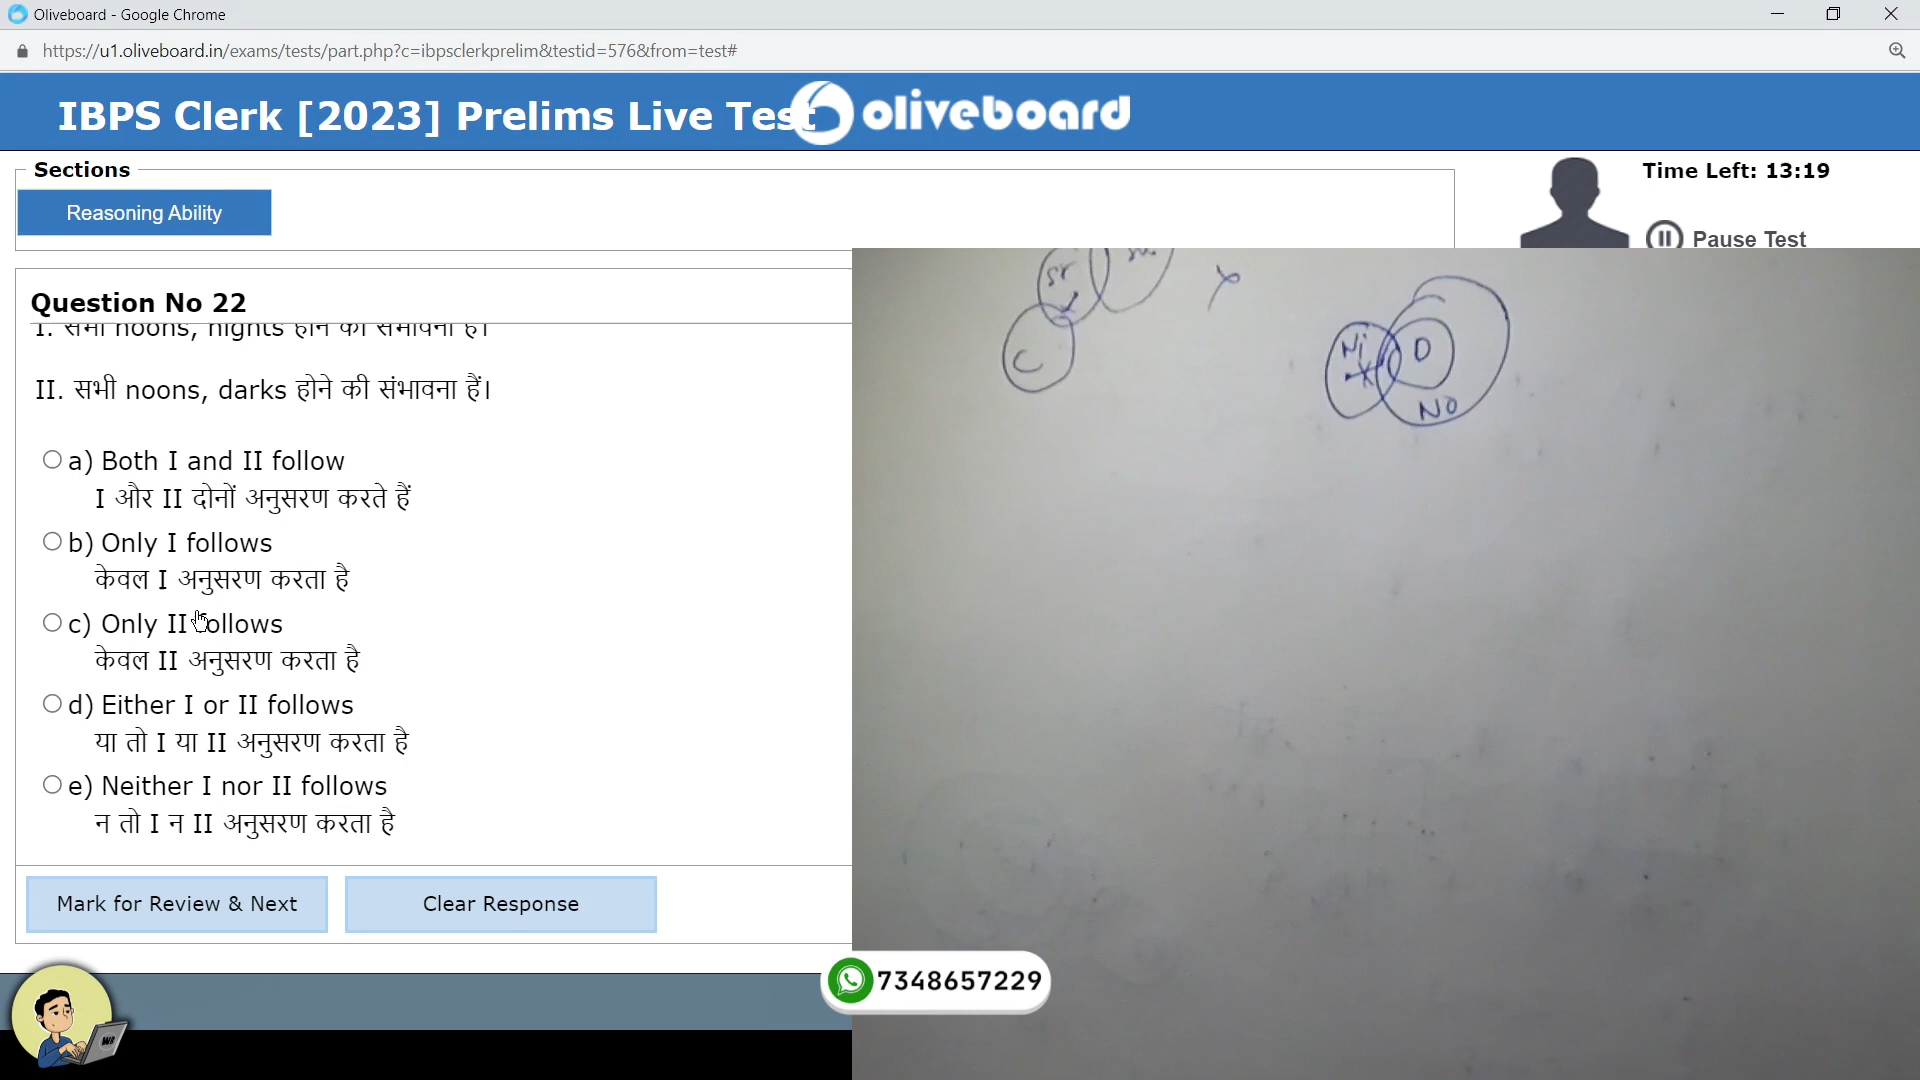 Oliveboard - Google Chrome
https://u1.oliveboard.in/exams/tests/part.php?c=ibpsclerkprelim&testid=576&from=test#
IBPS Clerk [2023] Prelims Live Test
oliveboard
Sections
Time Left: 13:19
Reasoning Ability
Pause Test
Question No 22
I. सभी noons, nights होने की संभावना हैं।
II. सभी noons, darks होने की संभावना हैं।
a) Both I and II follow
I और II दोनों अनुसरण करते हैं
b) Only I follows
केवल I अनुसरण करता है
c) Only II follows
केवल II अनुसरण करता है
d) Either I or II follows
या तो I या II अनुसरण करता है
e) Neither I nor II follows
न तो I न II अनुसरण करता है
Mark for Review & Next
Clear Response
Sr
C
Ni
D
No
7348657229